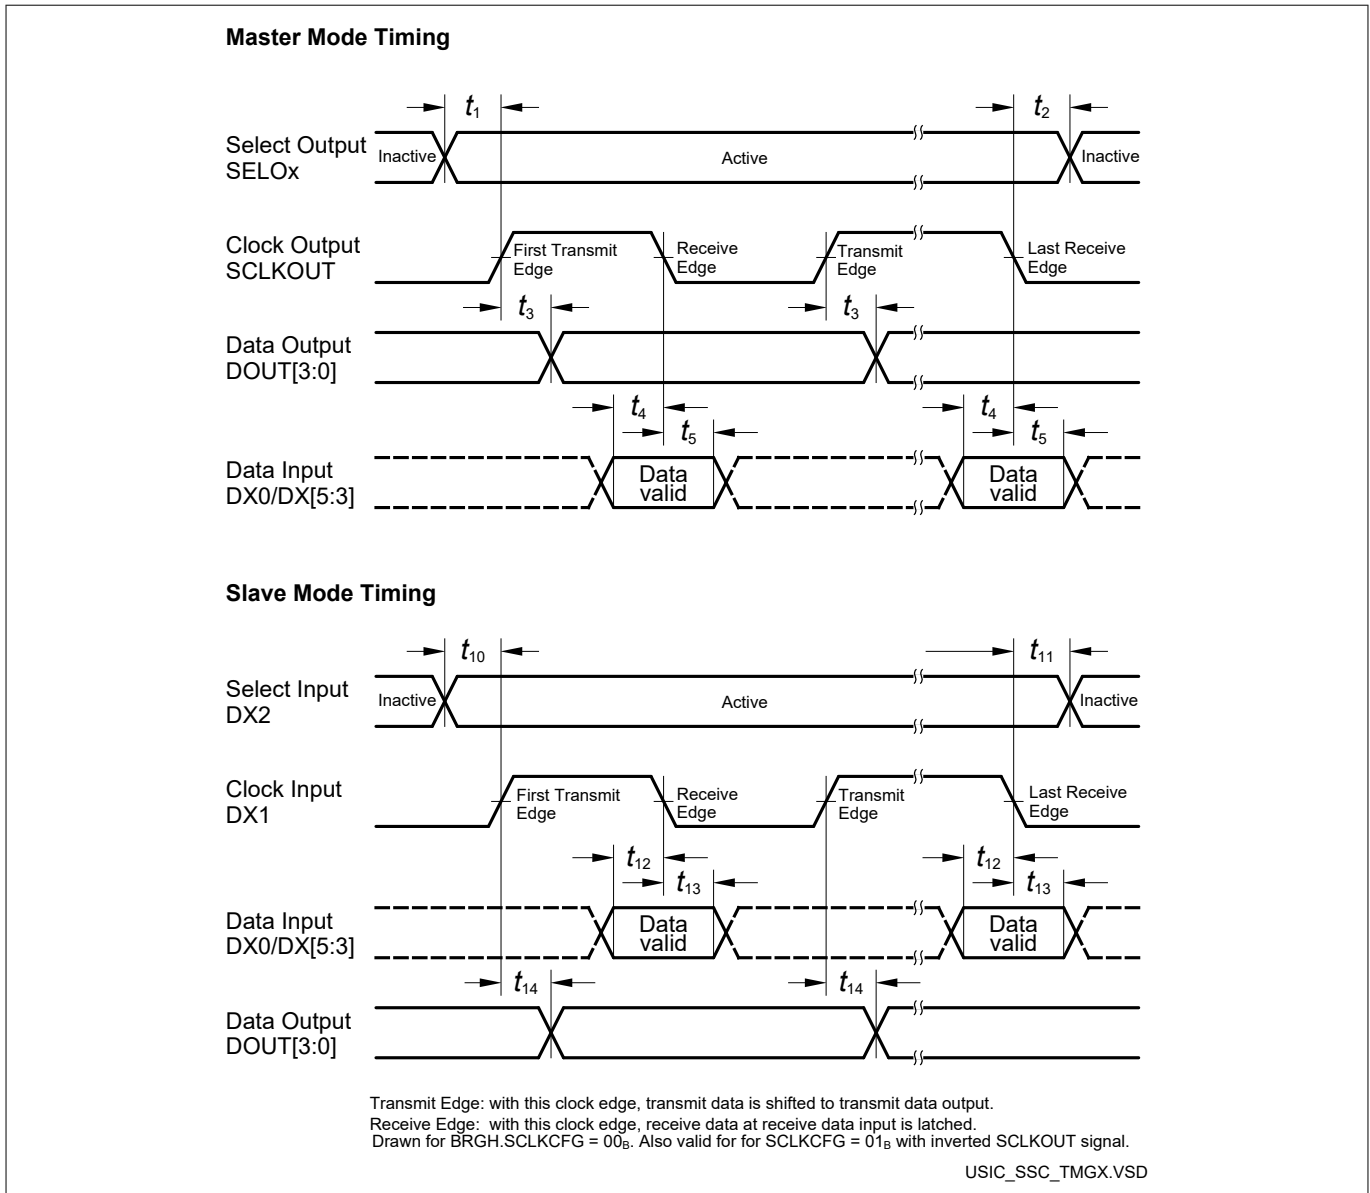 Master Mode Timing
t1
t2
Select Output
SELOx
Inactive
Active
Inactive
Clock Output
SCLKOUT
First Transmit
Edge
Receive
Edge
Transmit
Edge
Last Receive
Edge
t3
t3
Data Output
DOUT[3:0]
t4
t5
t4
t5
Data Input
DX0/DX[5:3]
Data
valid
Data
valid
Slave Mode Timing
t10
t11
Select Input
DX2
Inactive
Active
Inactive
Clock Input
DX1
First Transmit
Edge
Receive
Edge
Transmit
Edge
Last Receive
Edge
t12
t13
t12
t13
Data Input
DX0/DX[5:3]
Data
valid
Data
valid
t14
t14
Data Output
DOUT[3:0]
Transmit Edge: with this clock edge, transmit data is shifted to transmit data output.
Receive Edge: with this clock edge, receive data at receive data input is latched.
Drawn for BRGH.SCLKCFG = 00B. Also valid for for SCLKCFG = 01B with inverted SCLKOUT signal.
USIC_SSC_TMGX.VSD